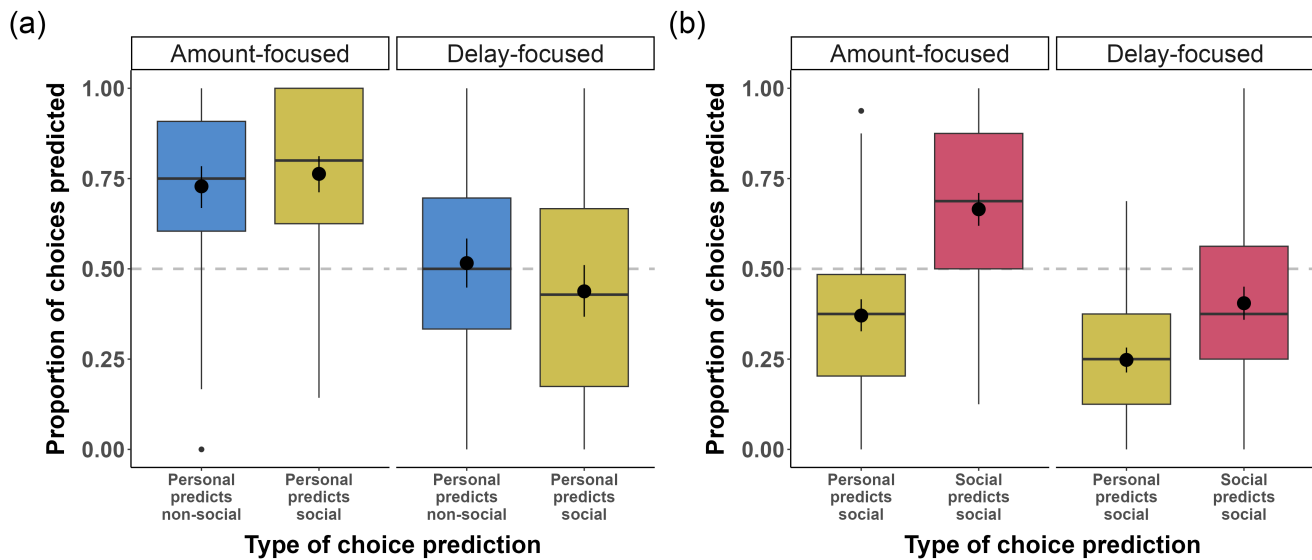 (a)
Amount-focused
Delay-focused
Proportion of choices predicted
1.00
0.75
0.50
0.25
0.00
Personal
predicts
non-social
Personal
predicts
social
Personal
predicts
non-social
Personal
predicts
social
Type of choice prediction
(b)
Amount-focused
Delay-focused
Proportion of choices predicted
1.00
0.75
0.50
0.25
0.00
Personal
predicts
social
Social
predicts
social
Personal
predicts
social
Social
predicts
social
Type of choice prediction